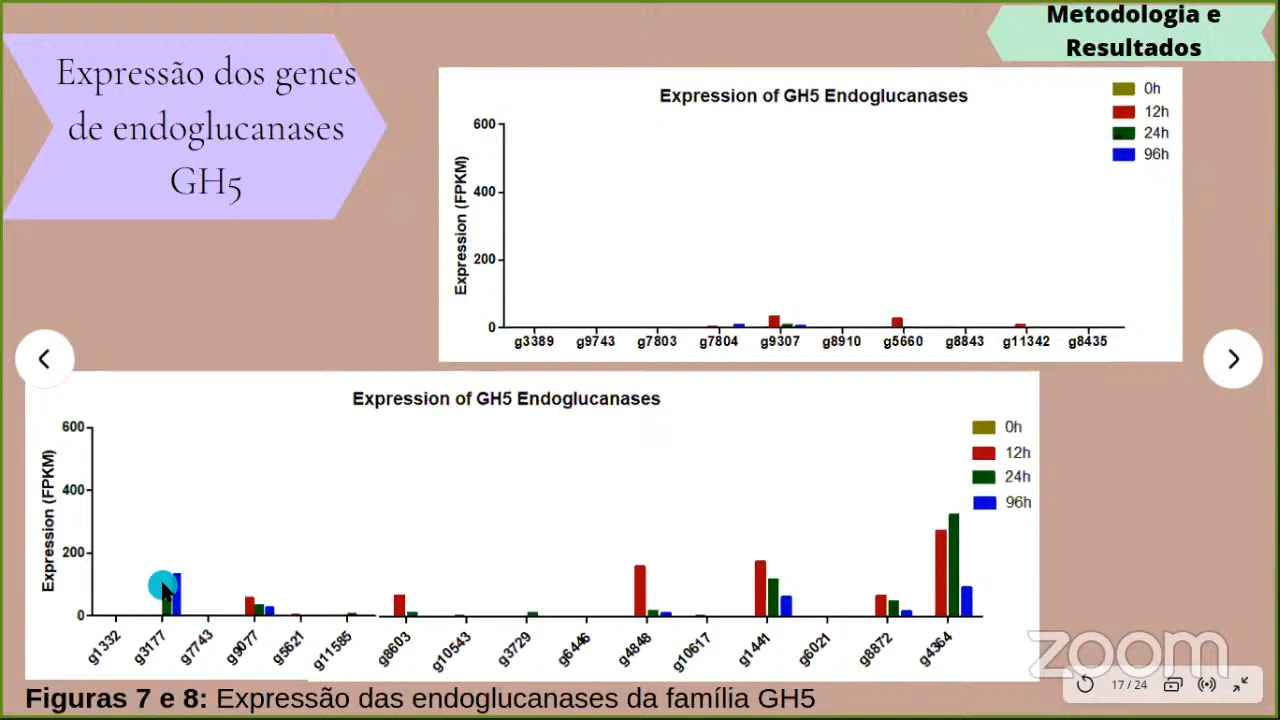 Metodologia e
Resultados
Expressão dos genes
de endoglucanases
GH5
Expression of GH5 Endoglucanases
0h
12h
24h
96h
Expression (FPKM)
600
400
200
0
g3389 g9743 g7803 g7804 g9307 g8910 g5660 g8843 g11342 g8435
Expression of GH5 Endoglucanases
0h
12h
24h
96h
Expression (FPKM)
600
400
200
0
g1332 g3177 g7743 g9077 g5621 g11585 g8603 g10543 g3729 g6446 g4848 g10617 g1441 g6021 g8872 g4364
zoom
17 / 24
Figuras 7 e 8: Expressão das endoglucanases da família GH5